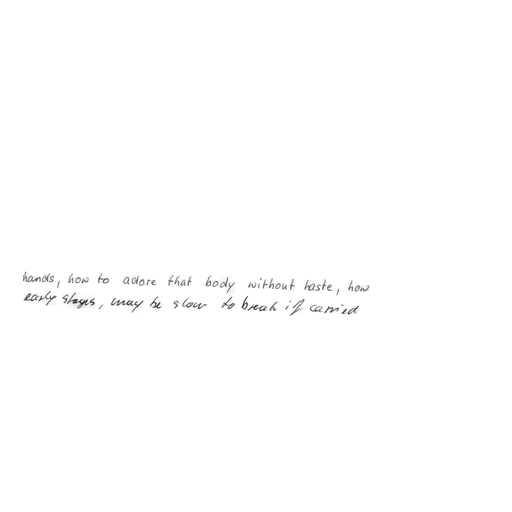 hands, how to adore that body without haste, how
early stages, may be slow to break if carried